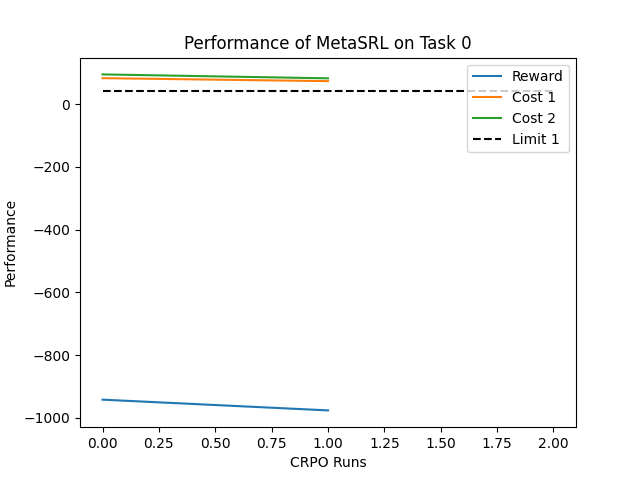 Performance of MetaSRL on Task 0
Reward
Cost 1
Cost 2
Limit 1
0
−200
−400
−600
−800
−1000
Performance
0.00 0.25 0.50 0.75 1.00 1.25 1.50 1.75 2.00
CRPO Runs